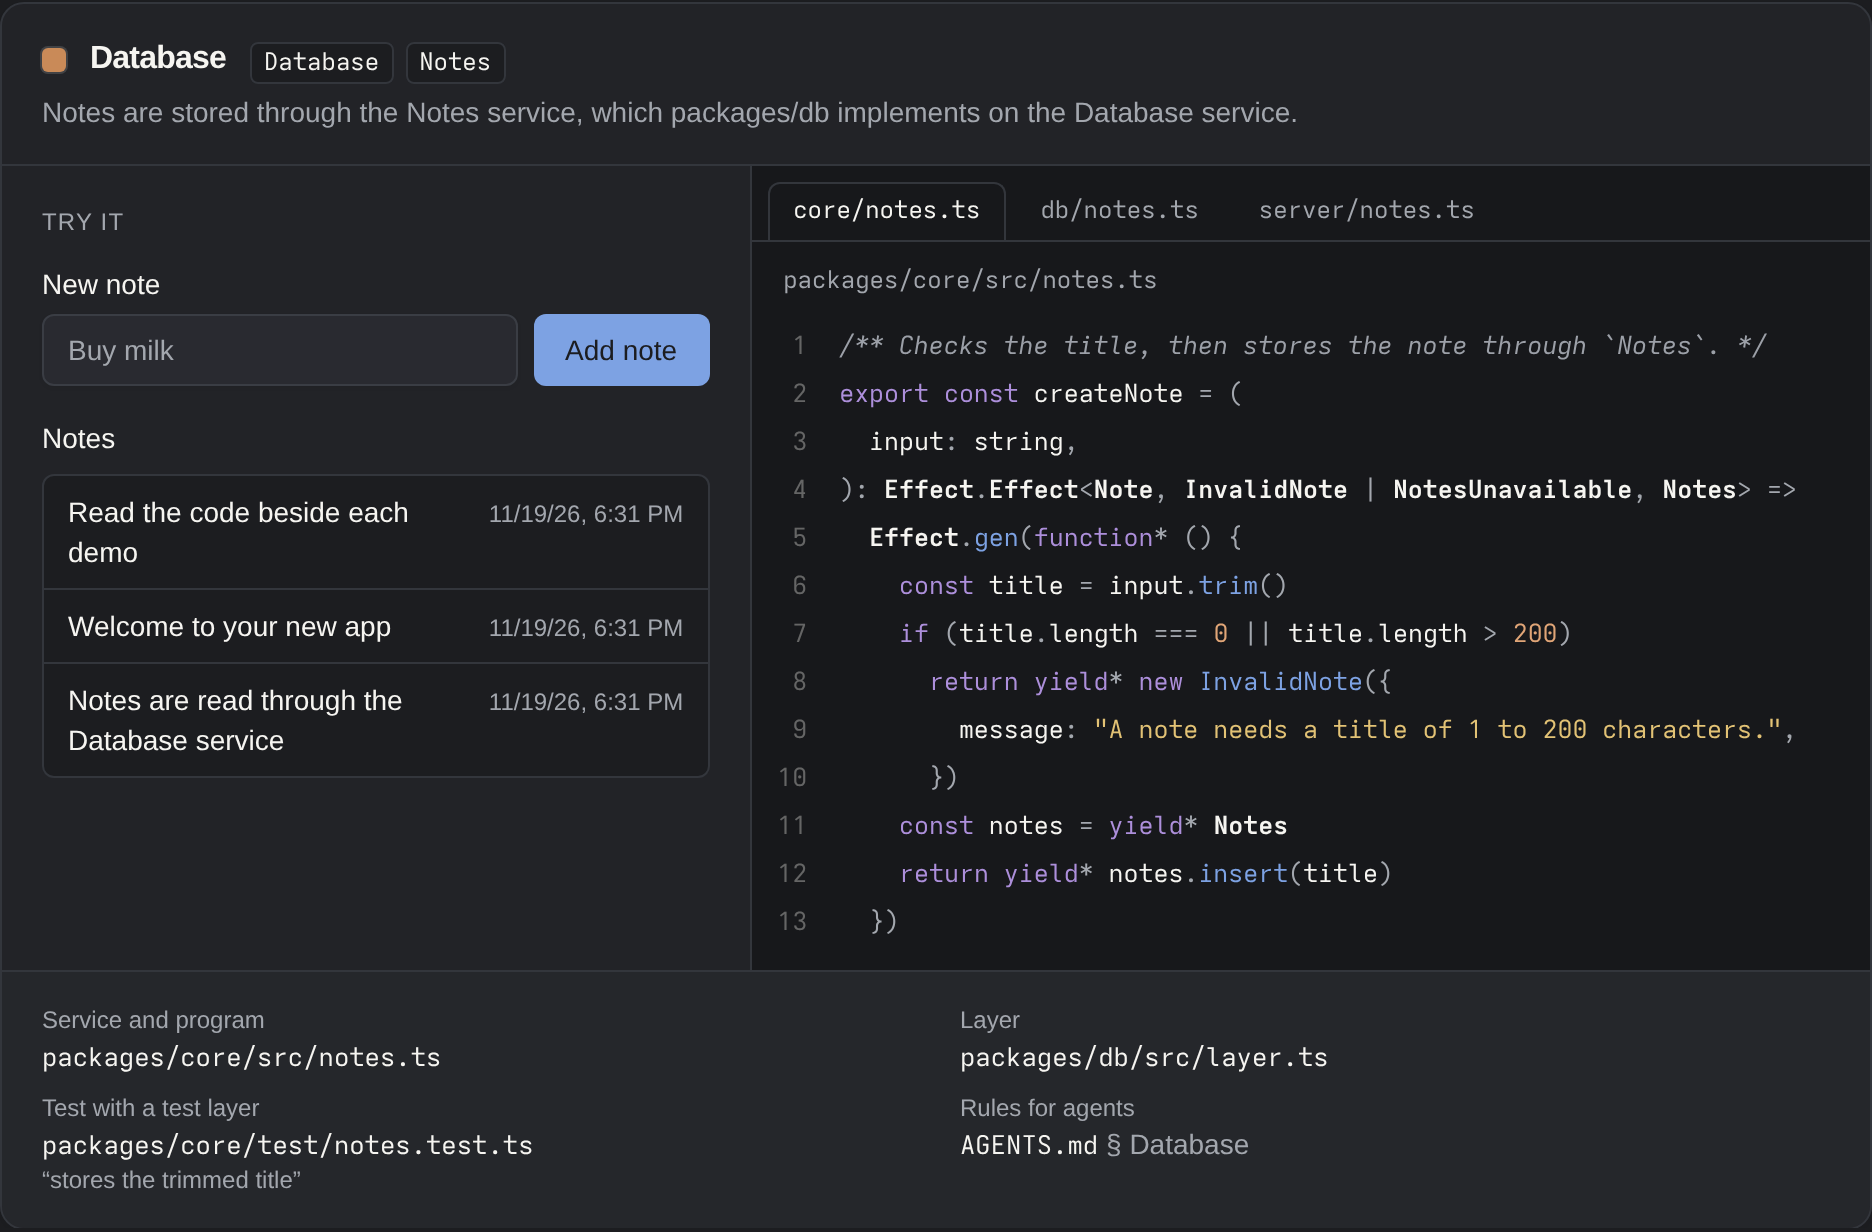 Database Database Notes
Notes are stored through the Notes service, which packages/db implements on the Database service.
TRY IT
New note
Buy milk Add note
Notes
Read the code beside each 11/19/26, 6:31 PM
demo
Welcome to your new app 11/19/26, 6:31 PM
Notes are read through the 11/19/26, 6:31 PM
Database service
core/notes.ts db/notes.ts server/notes.ts
packages/core/src/notes.ts
1 /** Checks the title, then stores the note through `Notes`. */
2 export const createNote = (
3   input: string,
4 ): Effect.Effect<Note, InvalidNote | NotesUnavailable, Notes> =>
5   Effect.gen(function* () {
6     const title = input.trim()
7     if (title.length === 0 || title.length > 200)
8       return yield* new InvalidNote({
9         message: "A note needs a title of 1 to 200 characters.",
10       })
11     const notes = yield* Notes
12     return yield* notes.insert(title)
13   })
Service and program
packages/core/src/notes.ts
Layer
packages/db/src/layer.ts
Test with a test layer
packages/core/test/notes.test.ts
“stores the trimmed title”
Rules for agents
AGENTS.md § Database